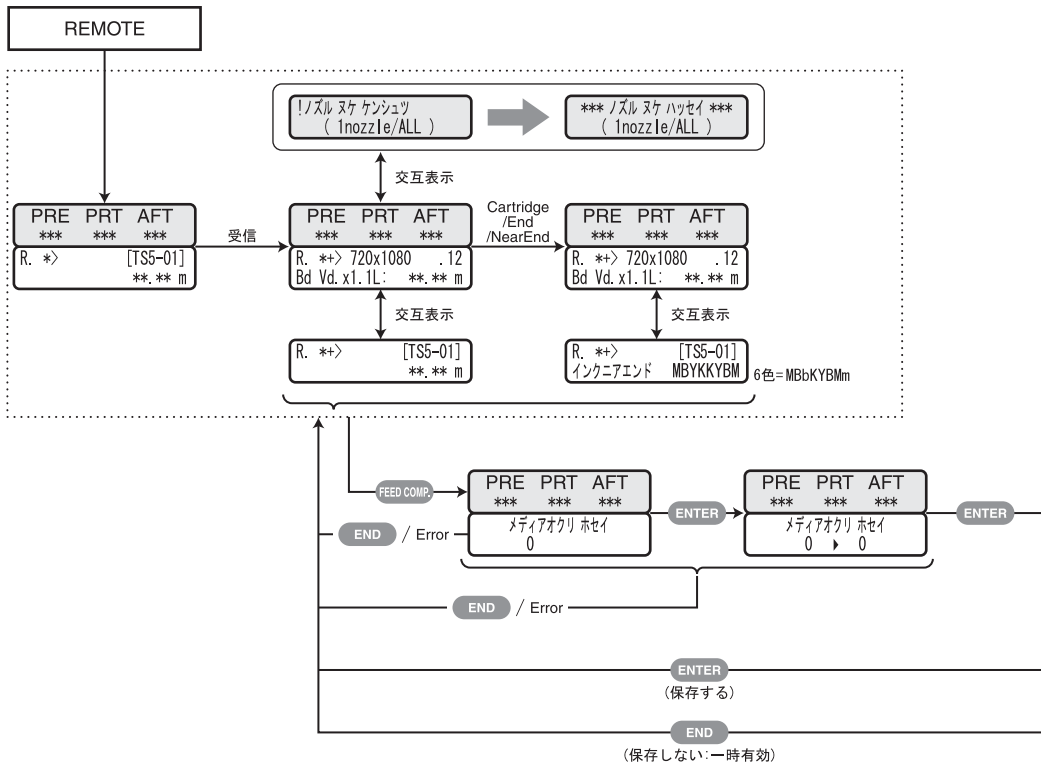 REMOTE
!ノズル ヌケ ケンシュツ
( 1nozzle/ALL )
*** ノズル ヌケ ハッセイ ***
( 1nozzle/ALL )
交互表示
PRE PRT AFT
*** *** ***
R. *> [TS5-01]
**.** m
受信
PRE PRT AFT
*** *** ***
R. *+> 720x1080 .12
Bd Vd.x1.1L: **.** m
Cartridge
/End
/NearEnd
PRE PRT AFT
*** *** ***
R. *+> 720x1080 .12
Bd Vd.x1.1L: **.** m
交互表示
交互表示
R. *+> [TS5-01]
**.** m
R. *+> [TS5-01]
インクニアエンド MBYKKYBM
6色=MBbKYBMm
FEED COMP.
PRE PRT AFT
*** *** ***
メディアオクリ ホセイ
0
ENTER
PRE PRT AFT
*** *** ***
メディアオクリ ホセイ
0 ▶ 0
ENTER
END / Error
END / Error
ENTER
(保存する)
END
(保存しない:一時有効)